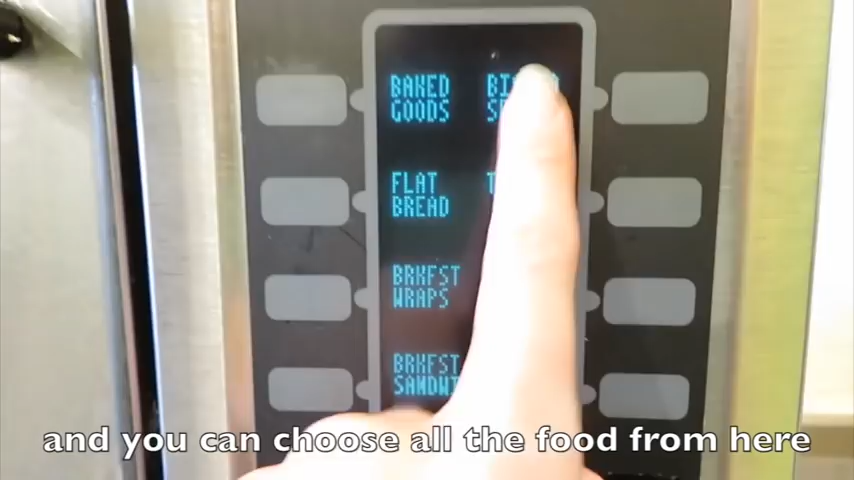 BAKED
GOODS
FLAT
BREAD
BRKFST
WRAPS
BRKFST
and you can choose all the food from here